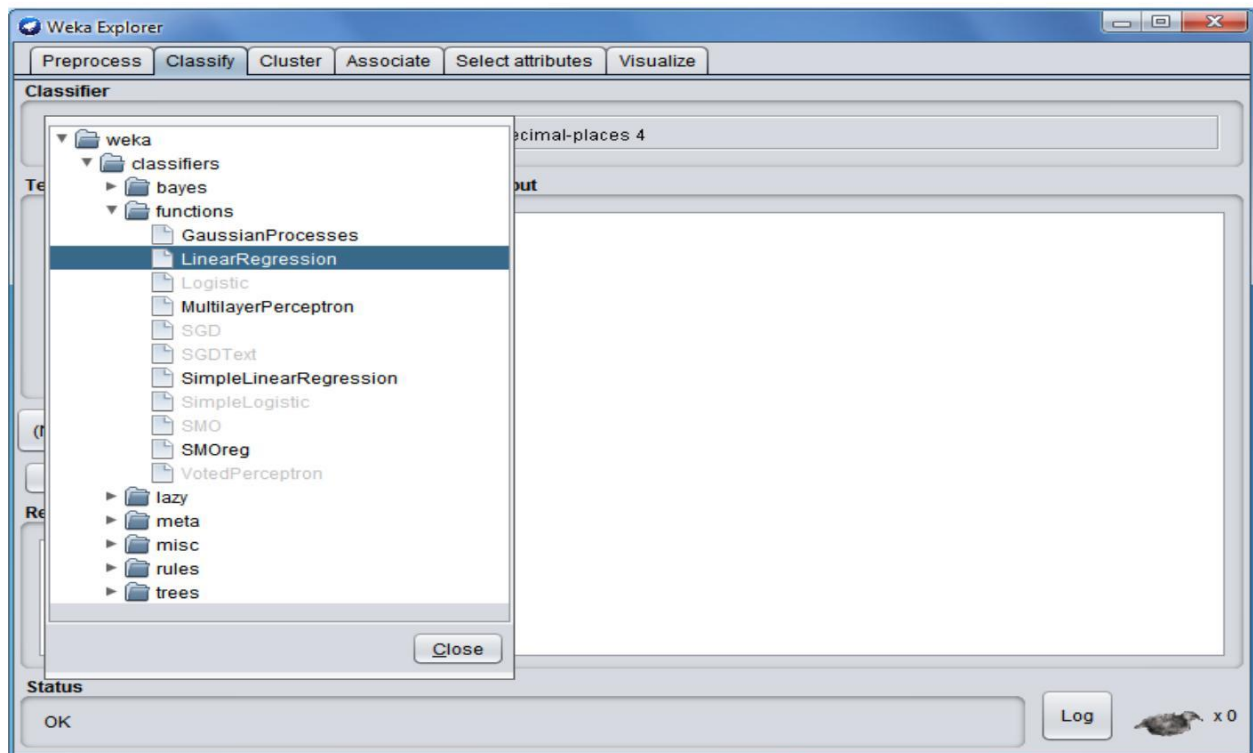 Weka Explorer
Preprocess Classify Cluster Associate Select attributes Visualize
Classifier
weka
classifiers
bayes
functions
GaussianProcesses
LinearRegression
Logistic
MultilayerPerceptron
SGD
SGDText
SimpleLinearRegression
SimpleLogistic
SMO
SMOreg
VotedPerceptron
lazy
meta
misc
rules
trees
Close
ecimal-places 4
Te
put
(N
Re
Status
OK
Log x 0